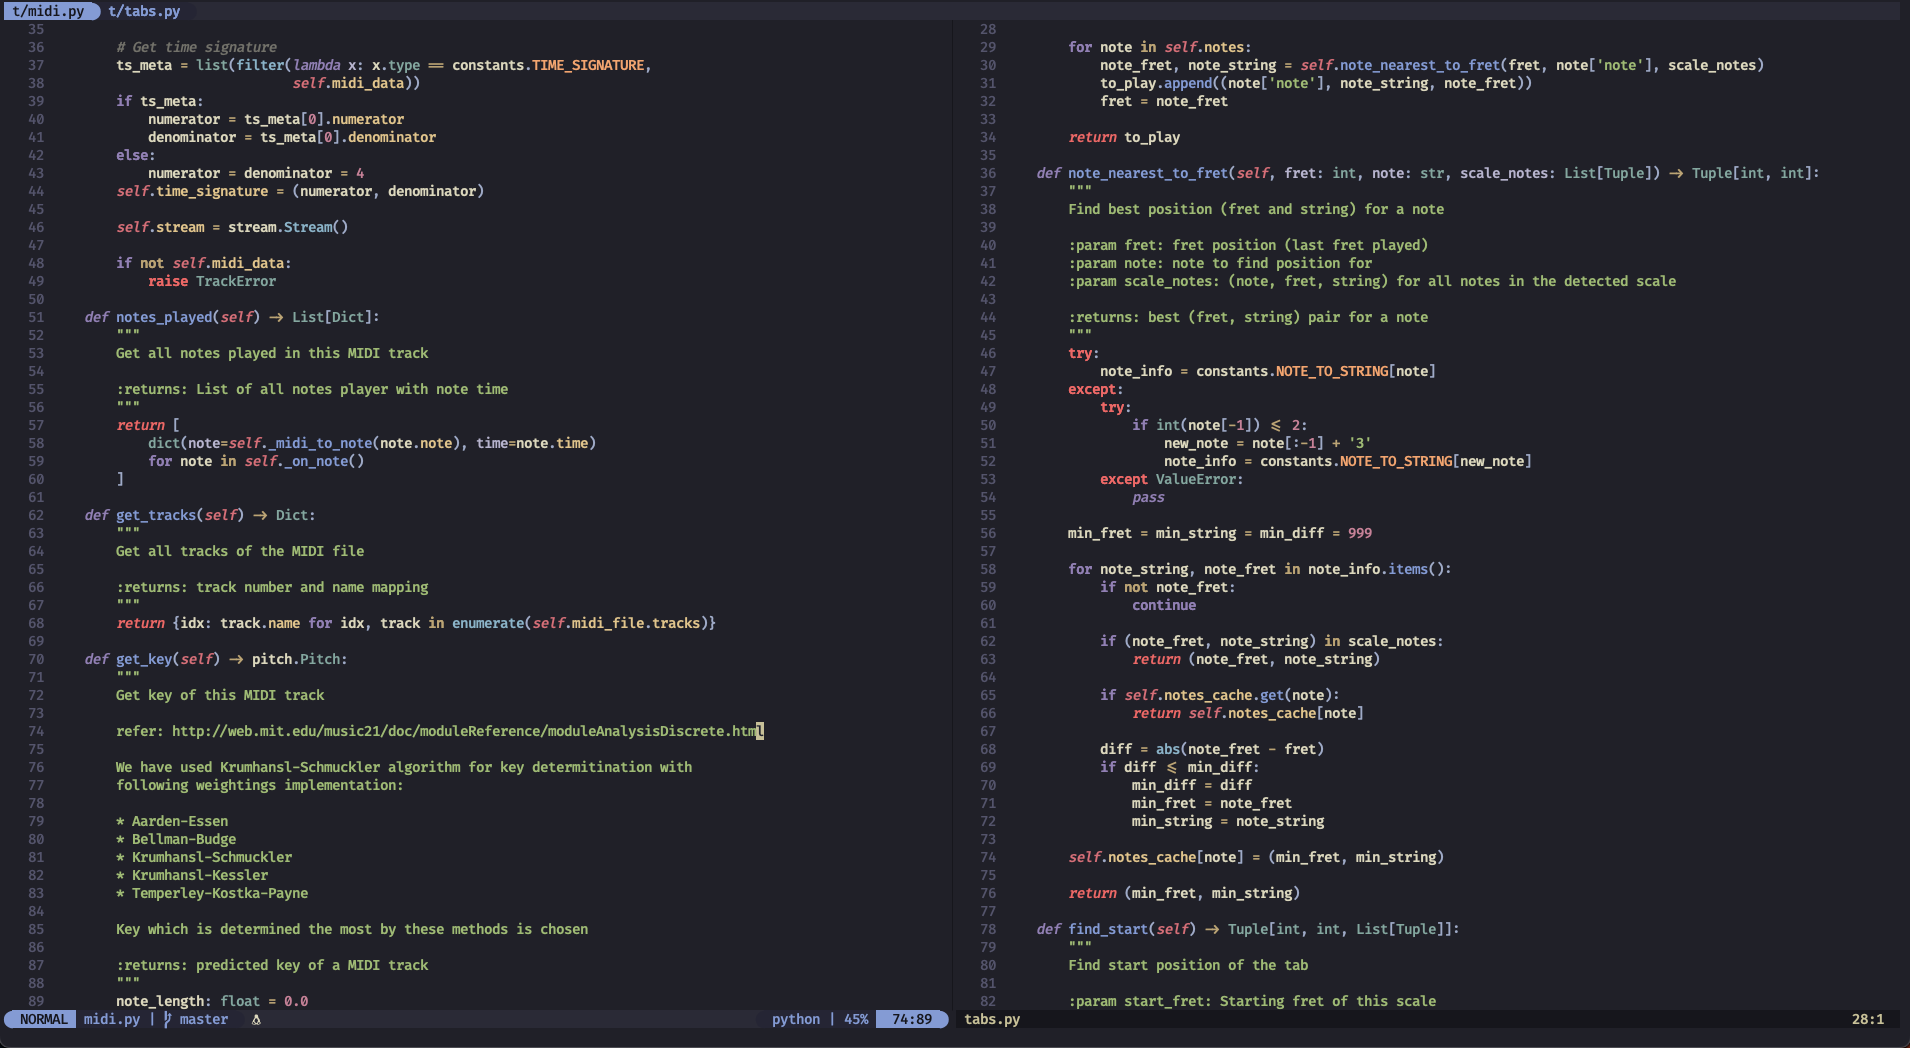 t/midi.py  t/tabs.py
35
36         # Get time signature
37         ts_meta = list(filter(lambda x: x.type == constants.TIME_SIGNATURE,
38                               self.midi_data))
39         if ts_meta:
40             numerator = ts_meta[0].numerator
41             denominator = ts_meta[0].denominator
42         else:
43             numerator = denominator = 4
44         self.time_signature = (numerator, denominator)
45
46         self.stream = stream.Stream()
47
48         if not self.midi_data:
49             raise TrackError
50
51     def notes_played(self) -> List[Dict]:
52         """
53         Get all notes played in this MIDI track
54
55         :returns: List of all notes player with note time
56         """
57         return [
58             dict(note=self._midi_to_note(note.note), time=note.time)
59             for note in self._on_note()
60         ]
61
62     def get_tracks(self) -> Dict:
63         """
64         Get all tracks of the MIDI file
65
66         :returns: track number and name mapping
67         """
68         return {idx: track.name for idx, track in enumerate(self.midi_file.tracks)}
69
70     def get_key(self) -> pitch.Pitch:
71         """
72         Get key of this MIDI track
73
74         refer: http://web.mit.edu/music21/doc/moduleReference/moduleAnalysisDiscrete.html
75
76         We have used Krumhansl-Schmuckler algorithm for key determitination with
77         following weightings implementation:
78
79         * Aarden-Essen
80         * Bellman-Budge
81         * Krumhansl-Schmuckler
82         * Krumhansl-Kessler
83         * Temperley-Kostka-Payne
84
85         Key which is determined the most by these methods is chosen
86
87         :returns: predicted key of a MIDI track
88         """
89         note_length: float = 0.0
NORMAL  midi.py |  master  python | 45%  74:89
28
29         for note in self.notes:
30             note_fret, note_string = self.note_nearest_to_fret(fret, note['note'], scale_notes)
31             to_play.append((note['note'], note_string, note_fret))
32             fret = note_fret
33
34         return to_play
35
36     def note_nearest_to_fret(self, fret: int, note: str, scale_notes: List[Tuple]) -> Tuple[int, int]:
37         """
38         Find best position (fret and string) for a note
39
40         :param fret: fret position (last fret played)
41         :param note: note to find position for
42         :param scale_notes: (note, fret, string) for all notes in the detected scale
43
44         :returns: best (fret, string) pair for a note
45         """
46         try:
47             note_info = constants.NOTE_TO_STRING[note]
48         except:
49             try:
50                 if int(note[-1]) <= 2:
51                     new_note = note[:-1] + '3'
52                     note_info = constants.NOTE_TO_STRING[new_note]
53             except ValueError:
54                 pass
55
56         min_fret = min_string = min_diff = 999
57
58         for note_string, note_fret in note_info.items():
59             if not note_fret:
60                 continue
61
62             if (note_fret, note_string) in scale_notes:
63                 return (note_fret, note_string)
64
65             if self.notes_cache.get(note):
66                 return self.notes_cache[note]
67
68             diff = abs(note_fret - fret)
69             if diff <= min_diff:
70                 min_diff = diff
71                 min_fret = note_fret
72                 min_string = note_string
73
74         self.notes_cache[note] = (min_fret, min_string)
75
76         return (min_fret, min_string)
77
78     def find_start(self) -> Tuple[int, int, List[Tuple]]:
79         """
80         Find start position of the tab
81
82         :param start_fret: Starting fret of this scale
tabs.py  28:1